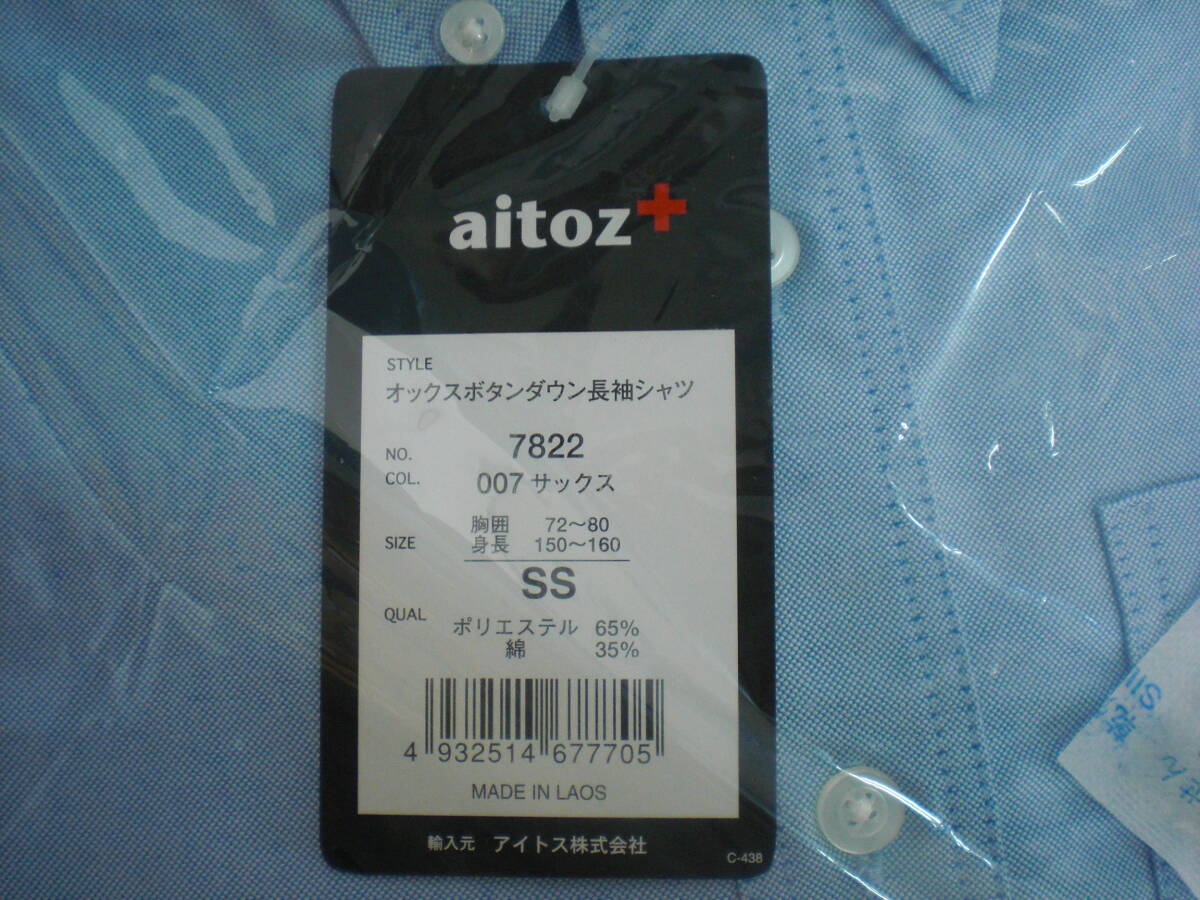 aitoz
STYLE
オックスボタンダウン長袖シャツ
NO. 7822
COL. 007 サックス
胸囲 72〜80
SIZE 身長 150〜160
SS
QUAL ポリエステル 65%
綿 35%
4 932514 677705
MADE IN LAOS
輸入元 アイトス株式会社
C-438